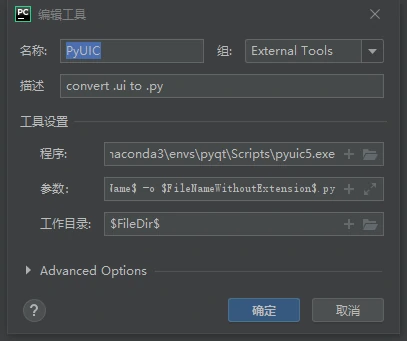 PC 编辑工具
名称: PyUIC 组: External Tools
描述 convert .ui to .py
工具设置
程序: naconda3\envs\pyqt\Scripts\pyuic5.exe
参数: Name$ -o $FileNameWithoutExtension$.py
工作目录: $FileDir$
Advanced Options
? 确定 取消